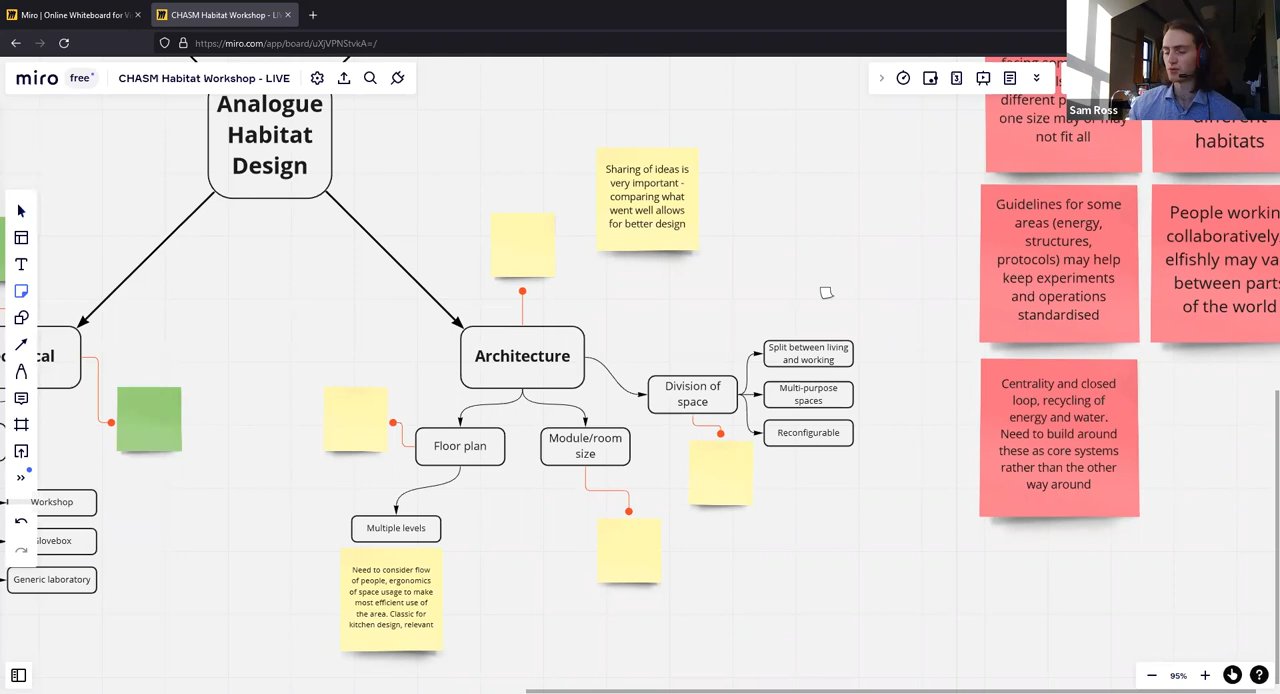 Miro | Online Whiteboard for V
CHASM Habitat Workshop - LI
https://miro.com/app/board/uXjVPNStvkA=/
miro
free
CHASM Habitat Workshop - LIVE
3
Sam Ross
Analogue
Habitat
Design
Sharing of ideas is
very important -
comparing what
went well allows
for better design
Architecture
Division of
space
Split between living
and working
Multi-purpose
spaces
Reconfigurable
Floor plan
Module/room
size
Multiple levels
Need to consider flow
of people, ergonomics
of space usage to make
most efficient use of
the area. Classic for
kitchen design, relevant
Workshop
lovebox
Generic laboratory
different p
one size may or may
not fit all
different
habitats
Guidelines for some
areas (energy,
structures,
protocols) may help
keep experiments
and operations
standardised
People workin
collaboratively
elfishly may va
between parts
of the world
Centrality and closed
loop, recycling of
energy and water.
Need to build around
these as core systems
rather than the other
way around
95%